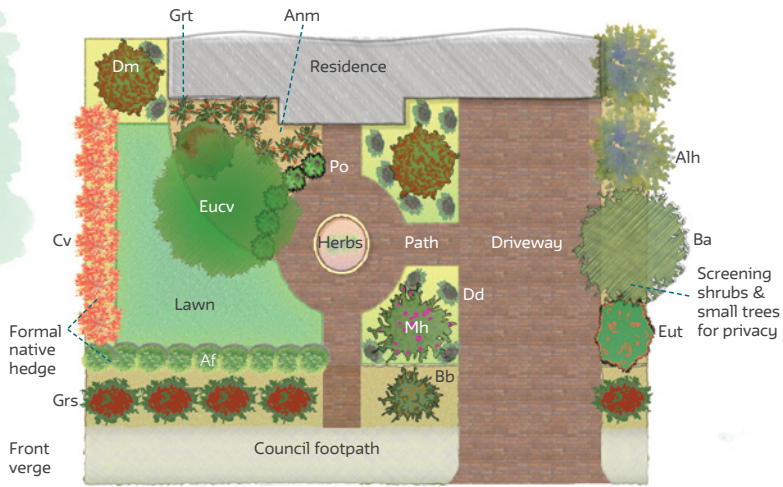 Grt
Anm
Dm
Residence
Po
Alh
Eucv
Cv
Herbs
Path
Driveway
Ba
Screening
shrubs &
small trees
for privacy
Lawn
Dd
Mh
Eut
Formal
native
hedge
Af
Bb
Grs
Front
verge
Council footpath